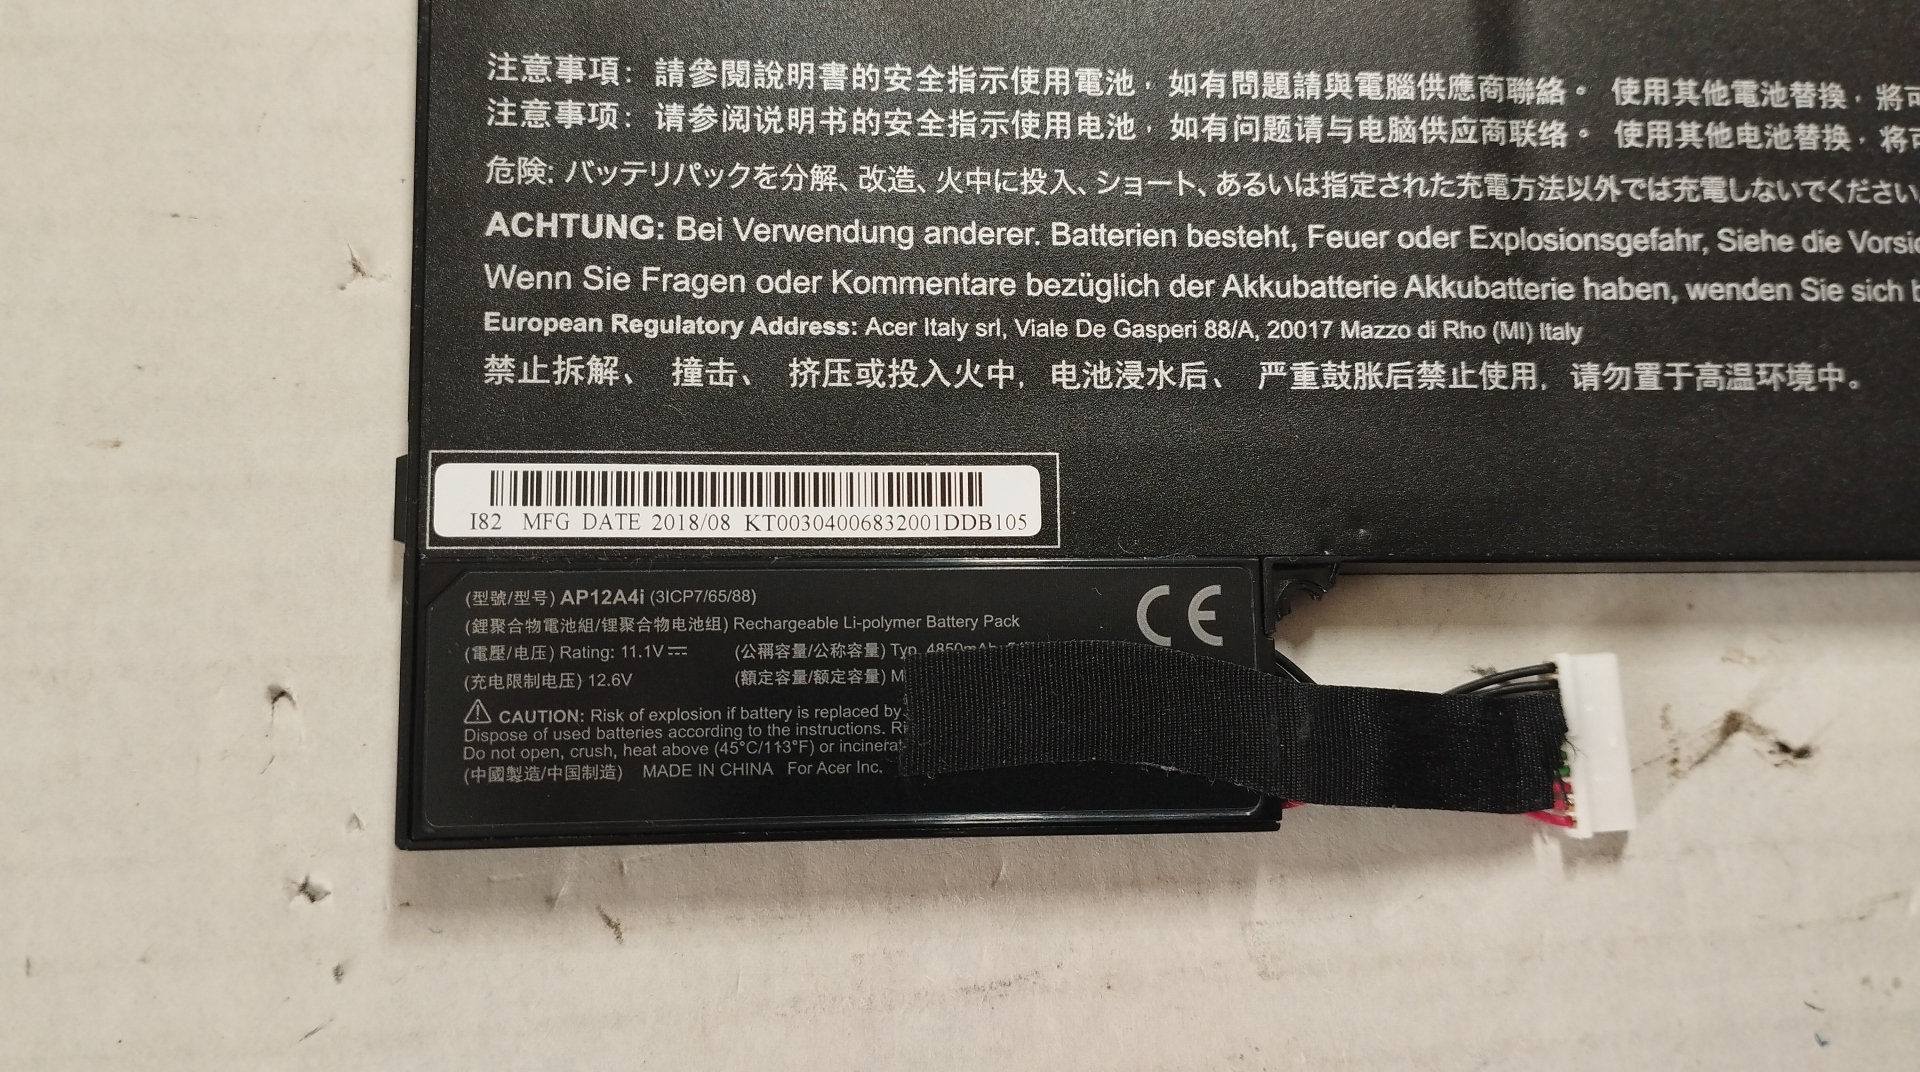 注意事項：請參閱說明書的安全指示使用電池，如有問題請與電腦供應商聯絡。 使用其他電池替換，將可
注意事项：请参阅说明书的安全指示使用电池，如有问题请与电脑供应商联络。 使用其他电池替换，将可
危険: バッテリパックを分解、改造、火中に投入、ショート、あるいは指定された充電方法以外では充電しないでください
ACHTUNG: Bei Verwendung anderer. Batterien besteht, Feuer oder Explosionsgefahr, Siehe die
Wenn Sie Fragen oder Kommentare bezüglich der Akkubatterie Akkubatterie haben, wenden Sie sich
European Regulatory Address: Acer Italy srl, Viale De Gasperi 88/A, 20017 Mazzo di Rho (MI) Italy
禁止拆解、 撞击、 挤压或投入火中, 电池浸水后、 严重鼓胀后禁止使用, 请勿置于高温环境中。
I82 MFG DATE 2018/08 KT00304006832001DDB105
(型號/型号) AP12A4i (3ICP7/65/88)
(鋰聚合物電池組/锂聚合物电池组) Rechargeable Li-polymer Battery Pack
(電壓/电压) Rating: 11.1V⎓ (公稱容量/公称容量) Typ. 4850mAh
(充电限制电压) 12.6V (額定容量/额定容量)
⚠ CAUTION: Risk of explosion if battery is replaced by
Dispose of used batteries according to the instructions.
Do not open, crush, heat above (45°C/113°F) or
(中國製造/中国制造) MADE IN CHINA For Acer Inc.
CE